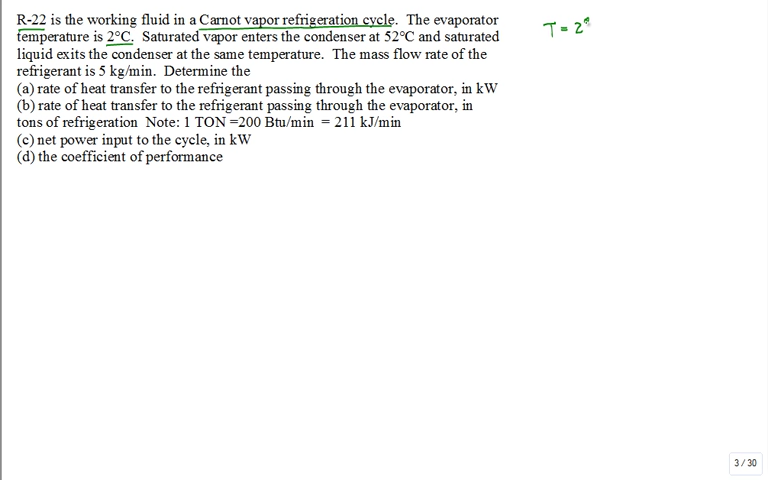 R-22 is the working fluid in a Carnot vapor refrigeration cycle. The evaporator
temperature is 2°C. Saturated vapor enters the condenser at 52°C and saturated
liquid exits the condenser at the same temperature. The mass flow rate of the
refrigerant is 5 kg/min. Determine the
(a) rate of heat transfer to the refrigerant passing through the evaporator, in kW
(b) rate of heat transfer to the refrigerant passing through the evaporator, in
tons of refrigeration Note: 1 TON =200 Btu/min = 211 kJ/min
(c) net power input to the cycle, in kW
(d) the coefficient of performance
T = 2°
3 / 30